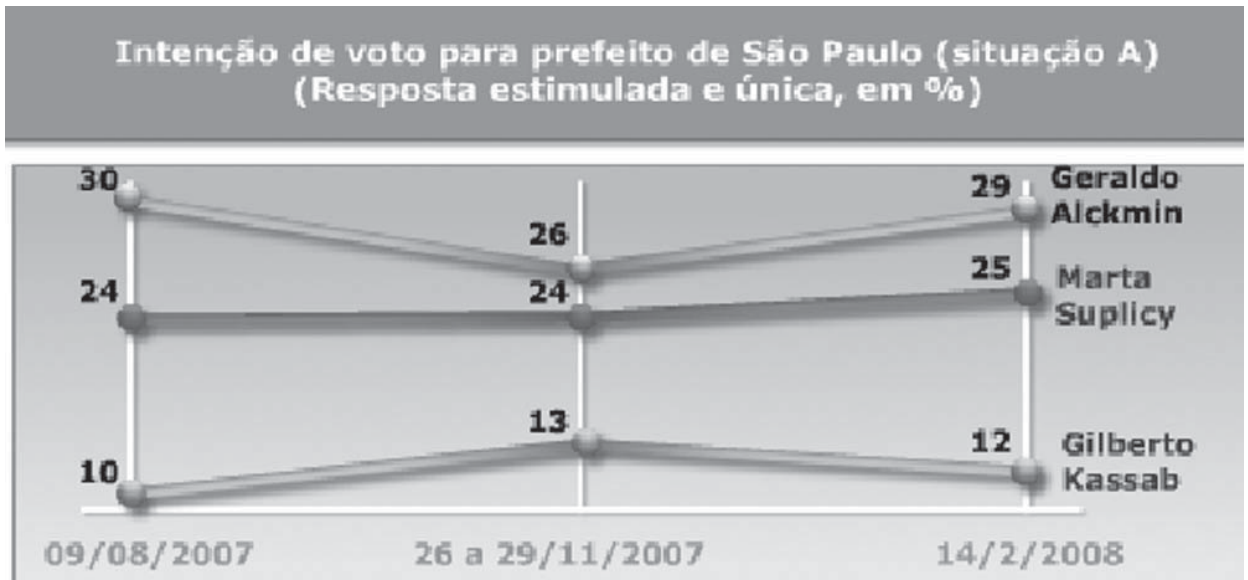 Intenção de voto para prefeito de São Paulo (situação A)
(Resposta estimulada e única, em %)
30
26
29
Geraldo
Alckmin
24
24
25
Marta
Suplicy
10
13
12
Gilberto
Kassab
09/08/2007
26 a 29/11/2007
14/2/2008